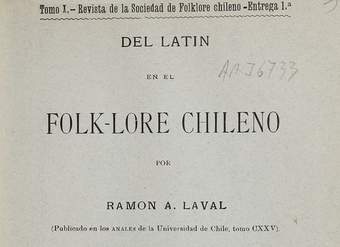 Tomo I.- Revista de la Sociedad de Folklore chileno -Entrega 1.ª
DEL LATIN
EN EL
AAJ6733
FOLK-LORE CHILENO
POR
RAMON A. LAVAL
(Publicado en los ANALES de la Universidad de Chile, tomo CXXV).